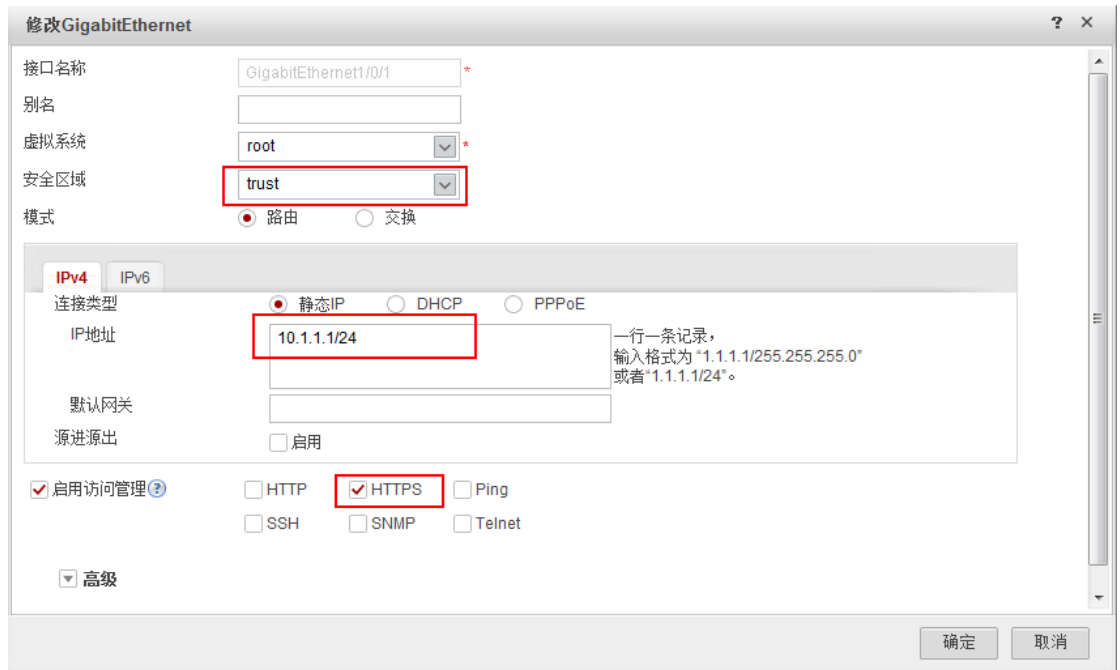 修改GigabitEthernet ? ×
接口名称 GigabitEthernet1/0/1 *
别名
虚拟系统 root *
安全区域 trust
模式 路由 交换
IPv4 IPv6
连接类型 静态IP DHCP PPPoE
IP地址 10.1.1.1/24 一行一条记录，
输入格式为 “1.1.1.1/255.255.255.0”
或者“1.1.1.1/24”。
默认网关
源进源出 启用
启用访问管理 ? HTTP HTTPS Ping
SSH SNMP Telnet
高级
确定 取消